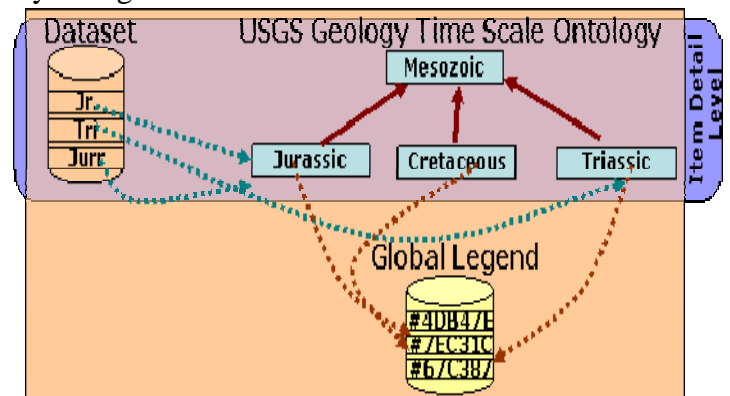 Dataset
USGS Geology Time Scale Ontology
Mesozoic
Jr.
Tri
Jurr
Jurassic
Cretaceous
Triassic
Item Detail
Level
Global Legend
#4DB47E
#7EC31C
#67C387